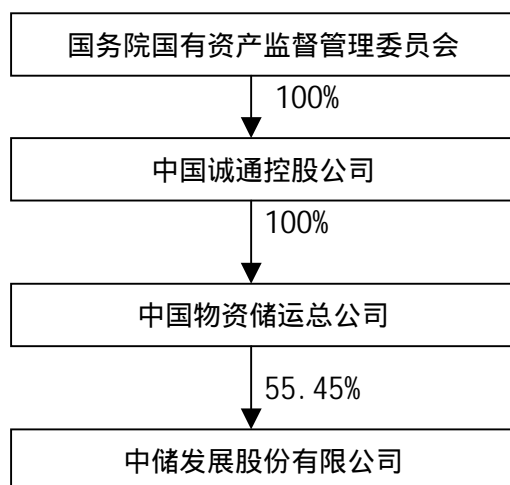 国务院国有资产监督管理委员会
100%
中国诚通控股公司
100%
中国物资储运总公司
55.45%
中储发展股份有限公司